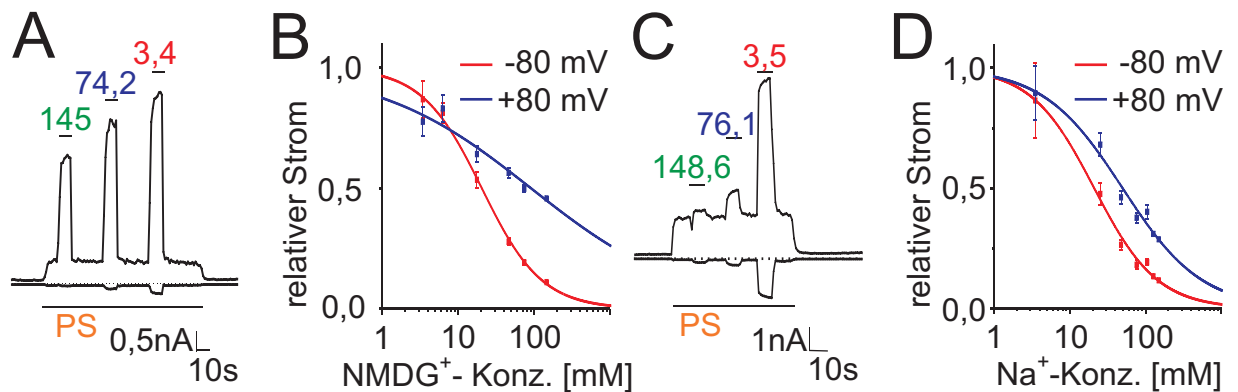 A
145
74,2
3,4
PS
0,5nA
10s
B
-80 mV
+80 mV
relativer Strom
1,0
0,5
0,0
1
10
100
NMDG⁺- Konz. [mM]
C
148,6
76,1
3,5
PS
1nA
10s
D
-80 mV
+80 mV
relativer Strom
1,0
0,5
0,0
1
10
100
Na⁺-Konz. [mM]